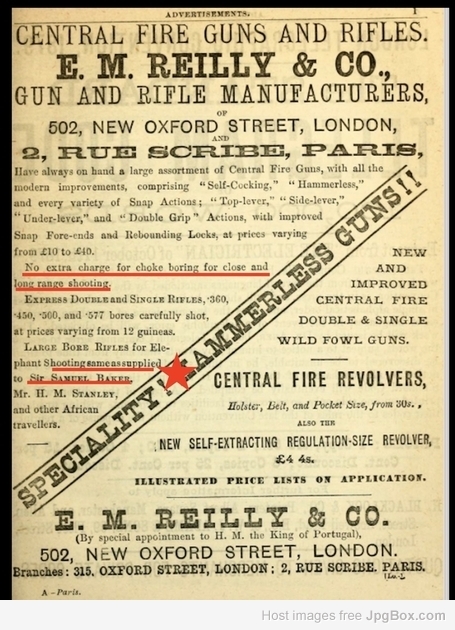 ADVERTISEMENTS. 1
CENTRAL FIRE GUNS AND RIFLES.
E. M. REILLY & CO.,
GUN AND RIFLE MANUFACTURERS,
OF
502, NEW OXFORD STREET, LONDON,
AND
2, RUE SCRIBE, PARIS,
Have always on hand a large assortment of Central Fire Guns, with all the
modern improvements, comprising "Self-Cocking," "Hammerless,"
and every variety of Snap Actions; "Top-lever," "Side-lever,"
"Under-lever," and "Double Grip" Actions, with improved
Snap Fore-ends and Rebounding Locks, at prices varying
from £10 to £40.
No extra charge for choke boring for close and
long range shooting.
EXPRESS DOUBLE AND SINGLE RIFLES, ·360,
·450, ·500, and ·577 bores carefully shot,
at prices varying from 12 guineas.
LARGE BORE RIFLES for Ele-
phant Shooting same as supplied
to Sir SAMUEL BAKER,
Mr. H. M. STANLEY,
and other African
travellers.
SPECIALITY! HAMMERLESS GUNS!!
NEW
AND
IMPROVED
CENTRAL FIRE
DOUBLE & SINGLE
WILD FOWL GUNS.
CENTRAL FIRE REVOLVERS,
Holster, Belt, and Pocket Size, from 30s.,
ALSO THE
NEW SELF-EXTRACTING REGULATION-SIZE REVOLVER,
£4 4s.
ILLUSTRATED PRICE LISTS ON APPLICATION.
E. M. REILLY & CO.
(By special appointment to H. M. the King of Portugal),
502, NEW OXFORD STREET, LONDON.
Branches: 315, OXFORD STREET, LONDON; 2, RUE SCRIBE, PARIS.
A—Paris.
Host images free JpgBox.com